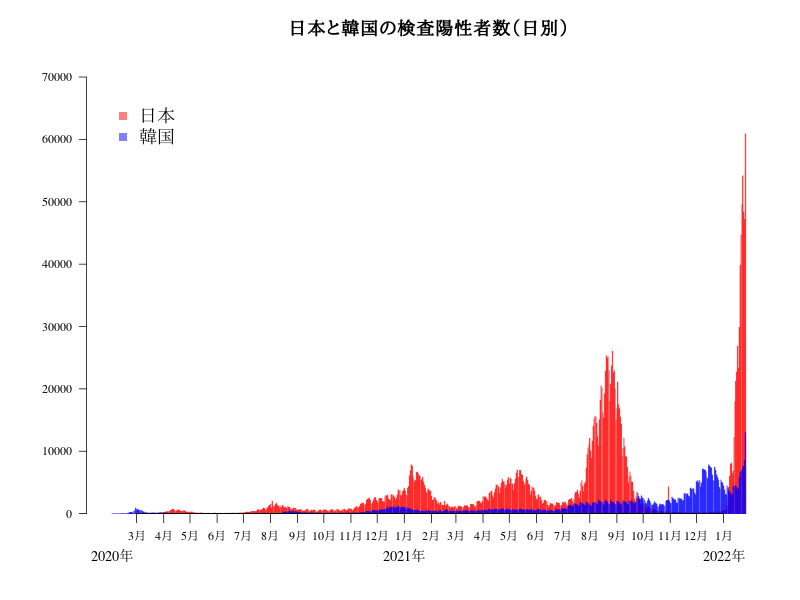 日本と韓国の検査陽性者数(日別)
70000
60000
50000
40000
30000
20000
10000
0
日本
韓国
3月 4月 5月 6月 7月 8月 9月 10月 11月 12月 1月 2月 3月 4月 5月 6月 7月 8月 9月 10月 11月 12月 1月
2020年 2021年 2022年